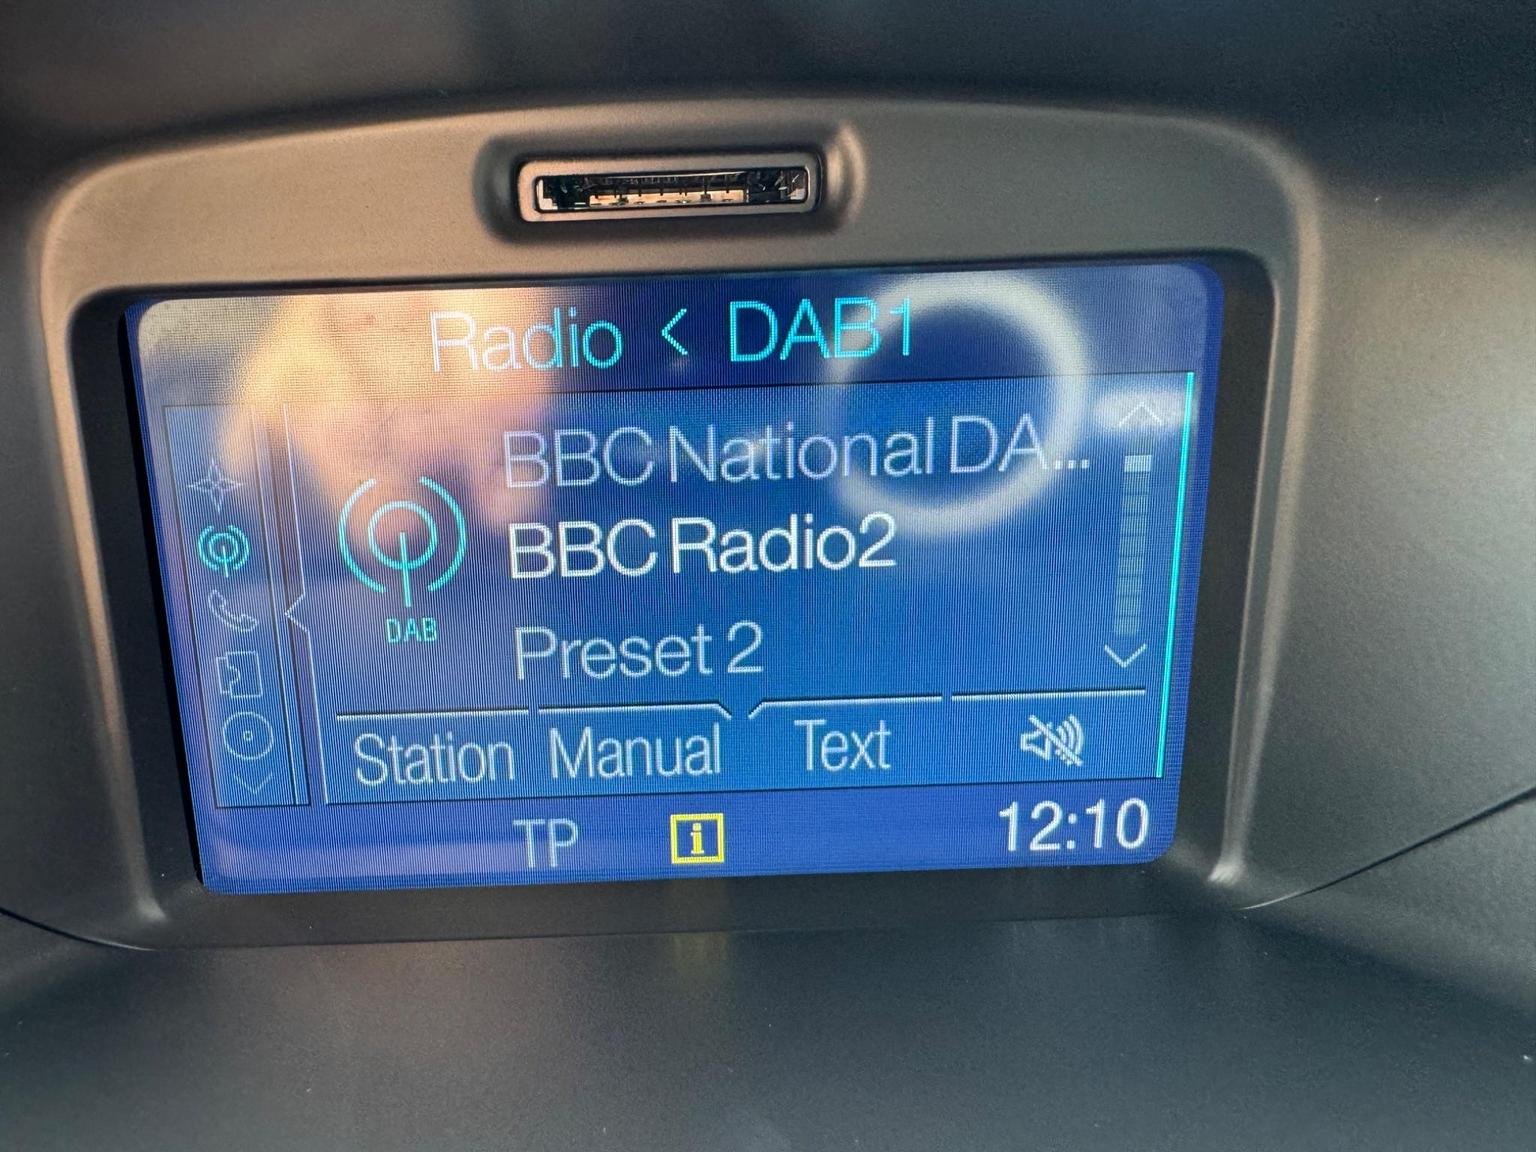 Radio < DAB1
BBC National DA...
BBC Radio2
DAB
Preset 2
Station Manual Text
TP i 12:10